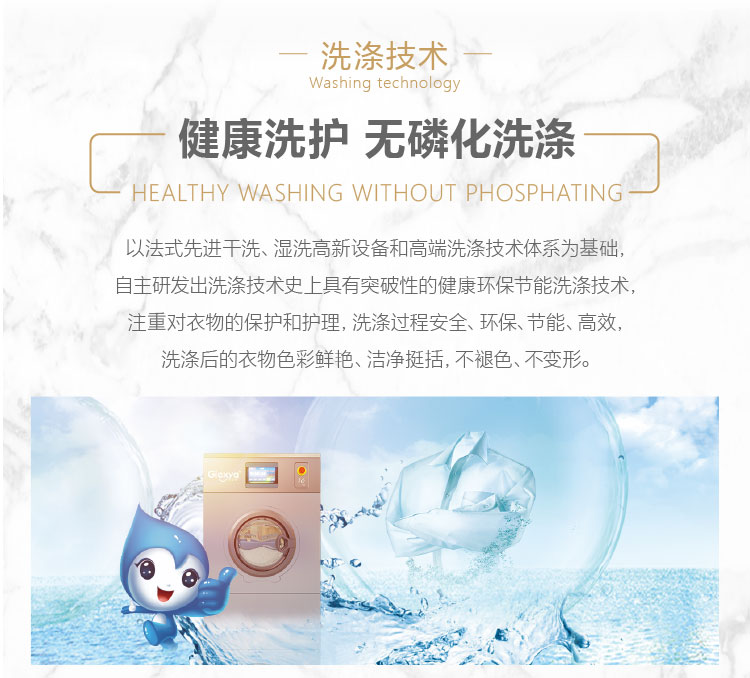 洗涤技术
Washing technology
健康洗护 无磷化洗涤
HEALTHY WASHING WITHOUT PHOSPHATING
以法式先进干洗、湿洗高新设备和高端洗涤技术体系为基础，
自主研发出洗涤技术史上具有突破性的健康环保节能洗涤技术，
注重对衣物的保护和护理，洗涤过程安全、环保、节能、高效，
洗涤后的衣物色彩鲜艳、洁净挺括，不褪色、不变形。